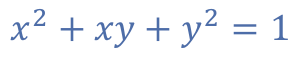 x² + xy + y² = 1